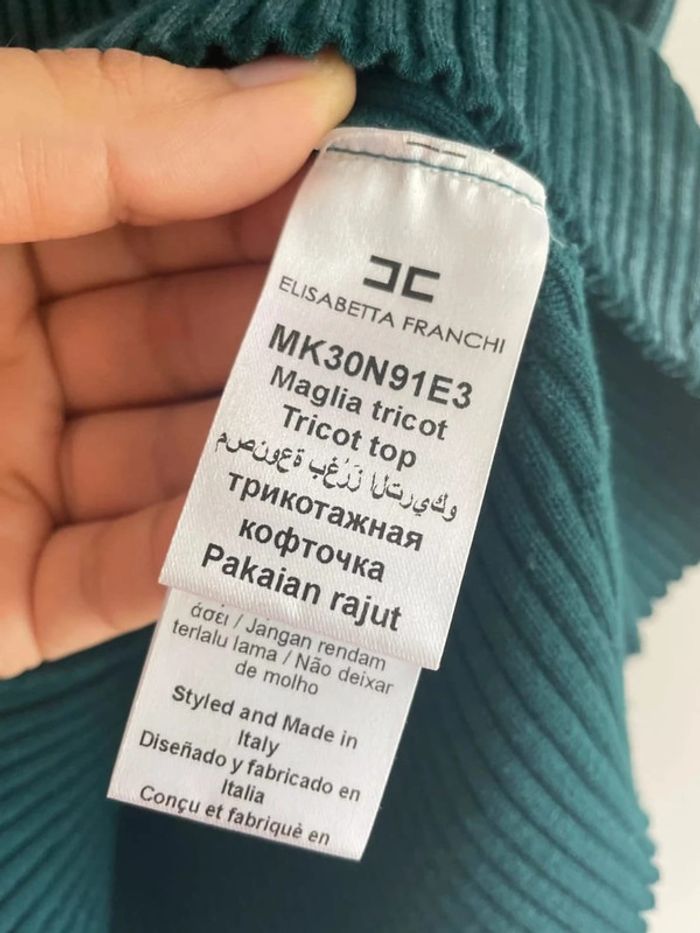 ELISABETTA FRANCHI
MK30N91E3
Maglia tricot
Tricot top
مصنوعة بغرز التريكو
трикотажная
кофточка
Pakaian rajut
άσει / Jangan rendam
terlalu lama / Não deixar
de molho
Styled and Made in
Italy
Diseñado y fabricado en
Italia
Conçu et fabriqué en